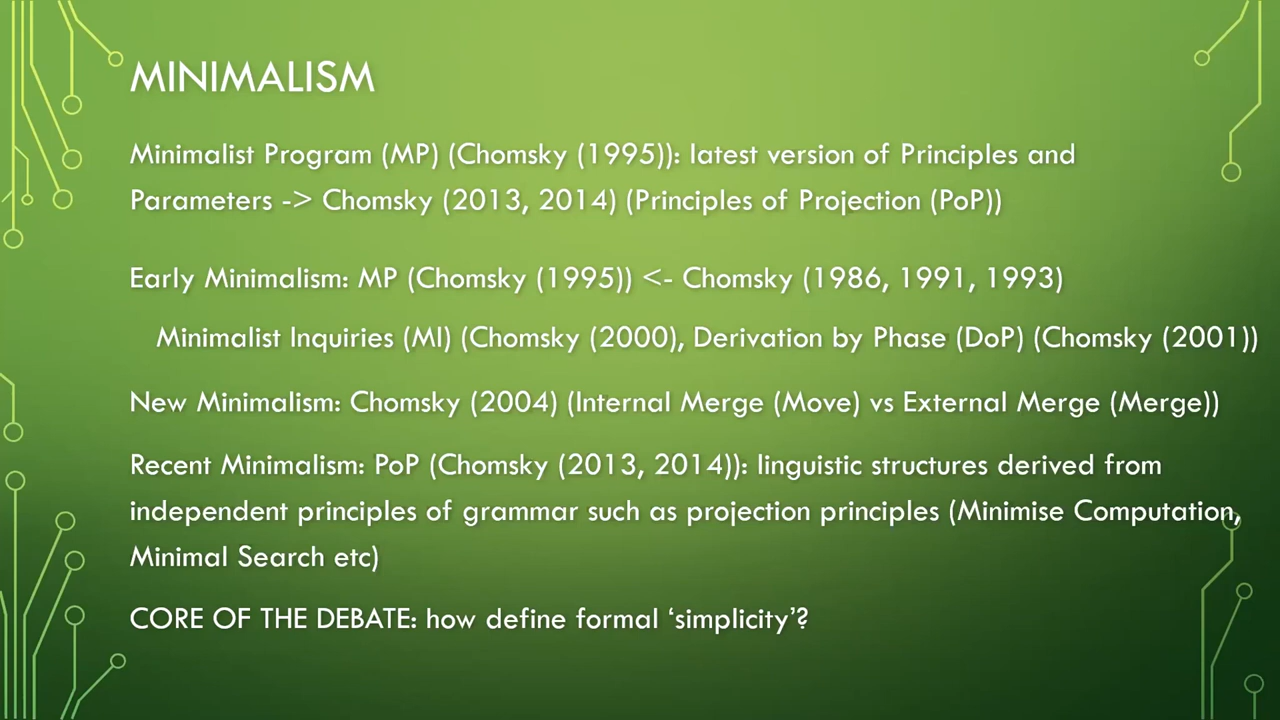 MINIMALISM
Minimalist Program (MP) (Chomsky (1995)): latest version of Principles and
Parameters -> Chomsky (2013, 2014) (Principles of Projection (PoP))
Early Minimalism: MP (Chomsky (1995)) <- Chomsky (1986, 1991, 1993)
Minimalist Inquiries (MI) (Chomsky (2000), Derivation by Phase (DoP) (Chomsky (2001))
New Minimalism: Chomsky (2004) (Internal Merge (Move) vs External Merge (Merge))
Recent Minimalism: PoP (Chomsky (2013, 2014)): linguistic structures derived from
independent principles of grammar such as projection principles (Minimise Computation,
Minimal Search etc)
CORE OF THE DEBATE: how define formal ‘simplicity’?